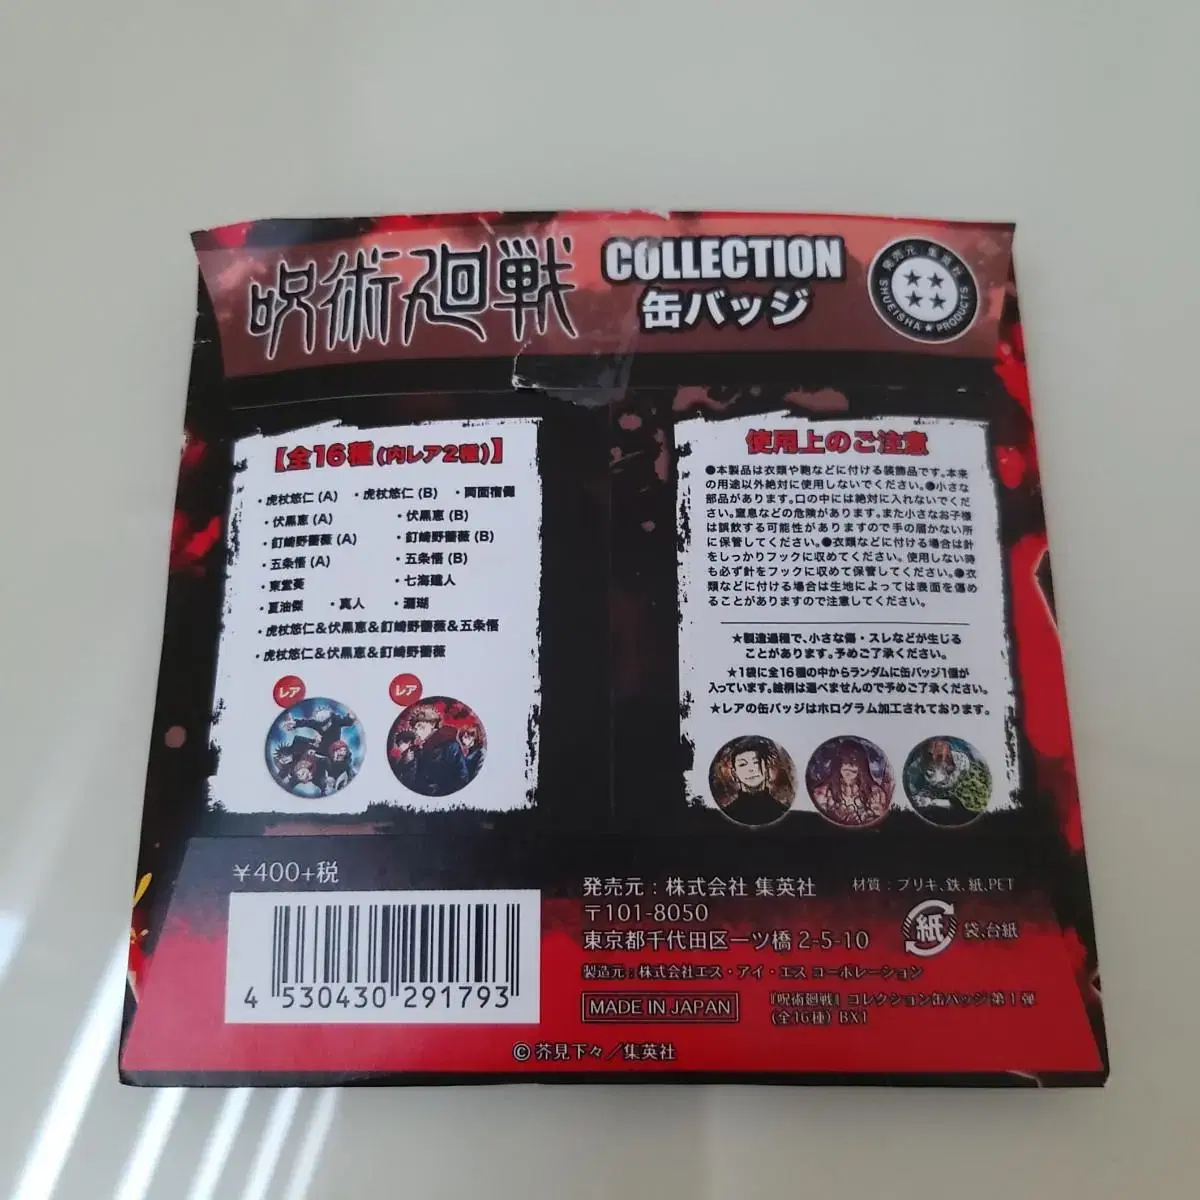 呪術廻戦
COLLECTION
缶バッジ
発売元 集英社
SHUEISHA★PRODUCTS
【全16種(内レア2種)】
・虎杖悠仁(A) ・虎杖悠仁(B) ・両面宿儺
・伏黒恵(A) ・伏黒恵(B)
・釘崎野薔薇(A) ・釘崎野薔薇(B)
・五条悟(A) ・五条悟(B)
・東堂葵 ・七海建人
・夏油傑 ・真人 ・漏瑚
・虎杖悠仁&伏黒恵&釘崎野薔薇&五条悟
・虎杖悠仁&伏黒恵&釘崎野薔薇
レア
レア
使用上のご注意
●本製品は衣類や鞄などに付ける装飾品です。本来
の用途以外絶対に使用しないでください。●小さな
部品があります。口の中には絶対に入れないでくだ
さい。窒息などの危険があります。また小さなお子様
は誤飲する可能性がありますので手の届かない所
に保管してください。●衣類などに付ける場合は針
をしっかりフックに収めてください。使用しない時
も必ず針をフックに収めて保管してください。●衣
類などに付ける場合は生地によっては表面を傷め
ることがありますので注意してください。
★製造過程で、小さな傷・スレなどが生じる
ことがあります。予めご了承ください。
★1袋に全16種の中からランダムに缶バッジ1個が
入っています。絵柄は選べませんので予めご了承ください。
★レアの缶バッジはホログラム加工されております。
¥400+税
4 530430 291793
発売元：株式会社 集英社
〒101-8050
東京都千代田区一ツ橋 2-5-10
製造元：株式会社エス・アイ・エス コーポレーション
MADE IN JAPAN
材質：ブリキ、鉄、紙、PET
紙
袋、台紙
『呪術廻戦』コレクション缶バッジ 第1弾
(全16種) BX1
© 芥見下々／集英社